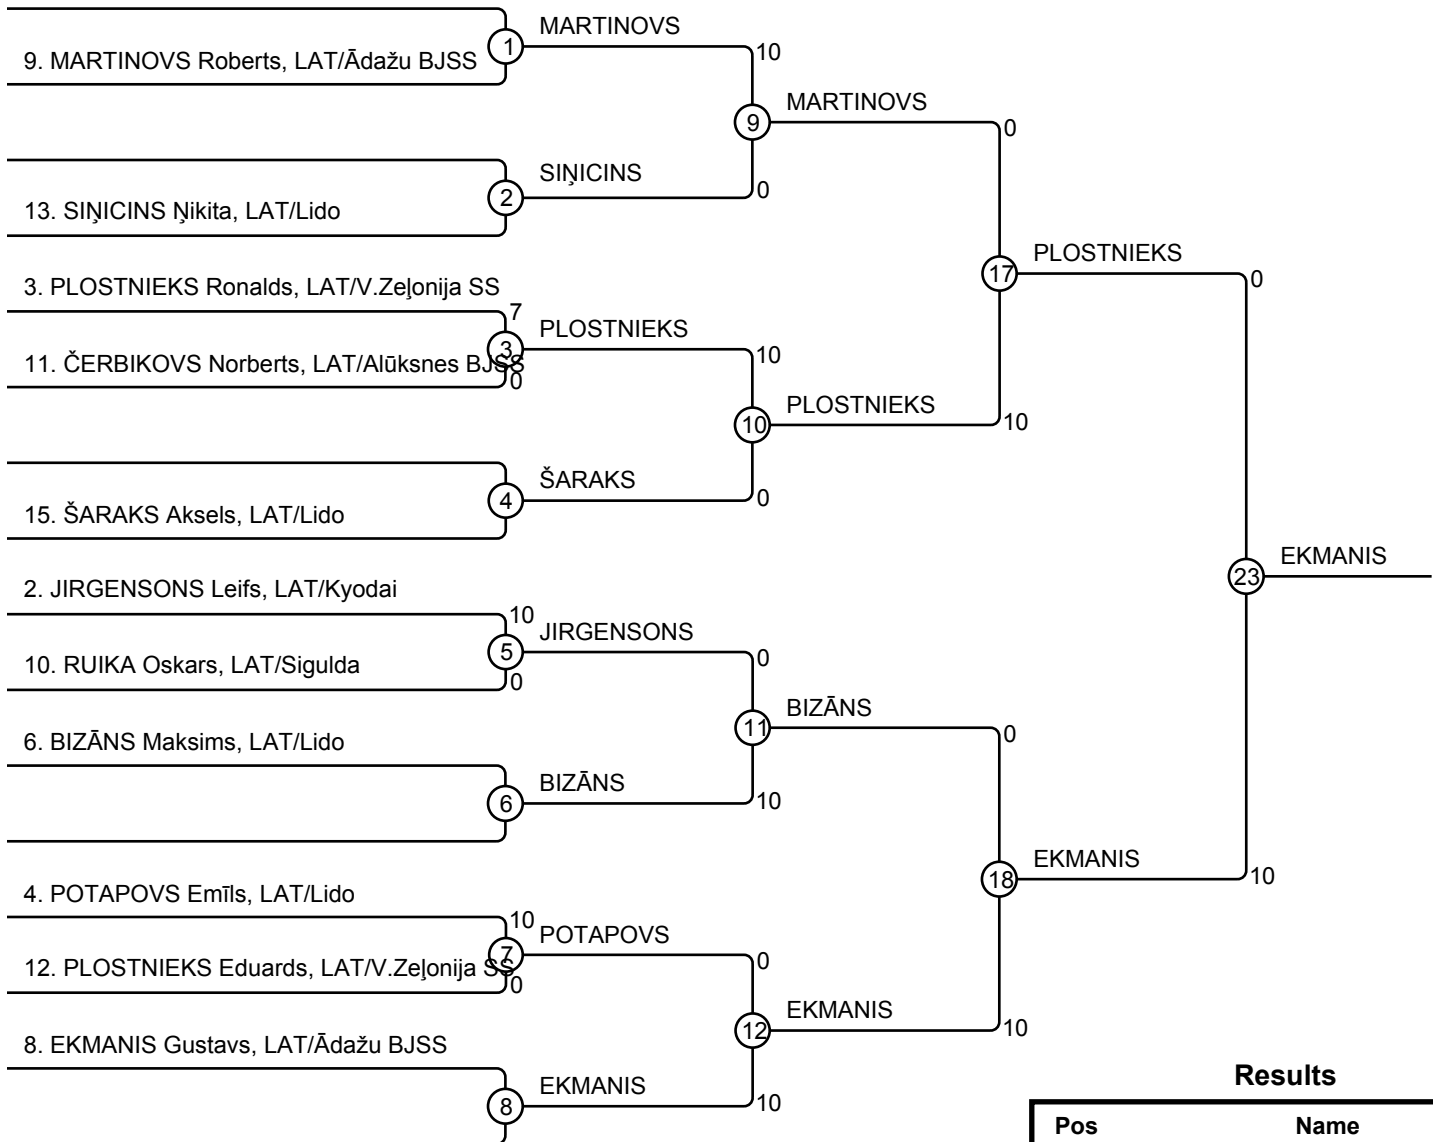 MARTINOVS
1
9. MARTINOVS Roberts, LAT/Ādažu BJSS
10
MARTINOVS
9
0
SIŅICINS
0
2
13. SIŅICINS Ņikita, LAT/Lido
PLOSTNIEKS
17
0
3. PLOSTNIEKS Ronalds, LAT/V.Zeļonija SS
7
PLOSTNIEKS
3
10
11. ČERBIKOVS Norberts, LAT/Alūksnes BJSS
0
PLOSTNIEKS
10
10
ŠARAKS
0
4
15. ŠARAKS Aksels, LAT/Lido
EKMANIS
23
2. JIRGENSONS Leifs, LAT/Kyodai
10
JIRGENSONS
5
0
10. RUIKA Oskars, LAT/Sigulda
0
BIZĀNS
11
0
6. BIZĀNS Maksims, LAT/Lido
BIZĀNS
10
6
EKMANIS
18
10
4. POTAPOVS Emīls, LAT/Lido
10
POTAPOVS
7
0
12. PLOSTNIEKS Eduards, LAT/V.Zeļonija SS
0
EKMANIS
12
10
8. EKMANIS Gustavs, LAT/Ādažu BJSS
EKMANIS
10
8
Results
Pos Name